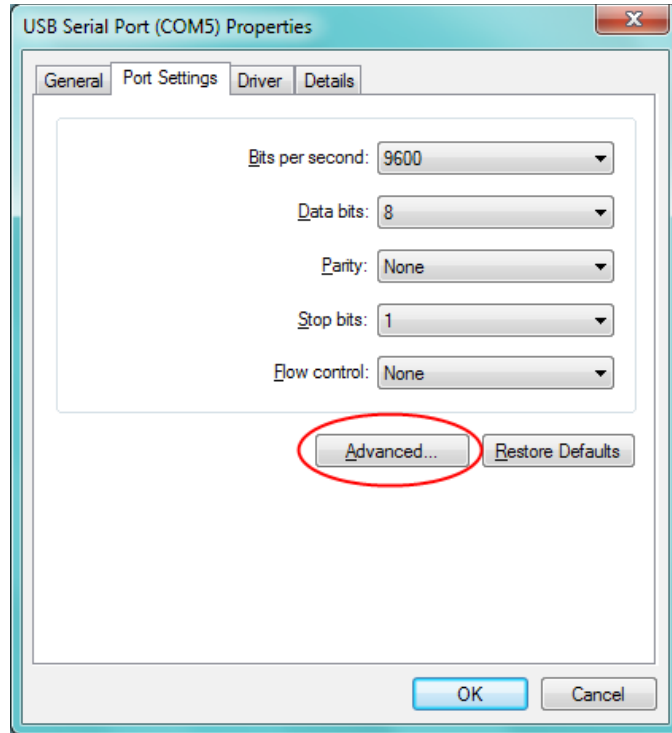 USB Serial Port (COM5) Properties
X
General Port Settings Driver Details
Bits per second: 9600
Data bits: 8
Parity: None
Stop bits: 1
Flow control: None
Advanced... Restore Defaults
OK Cancel